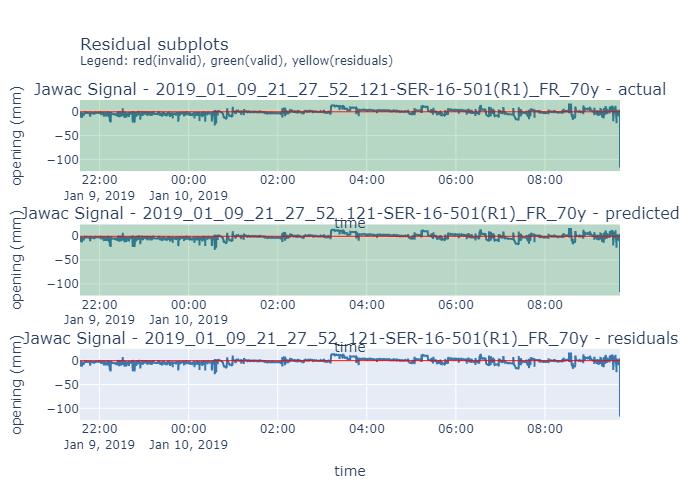 Residual subplots
Legend: red(invalid), green(valid), yellow(residuals)
Jawac Signal - 2019_01_09_21_27_52_121-SER-16-501(R1)_FR_70y - actual
opening (mm)
0
−50
−100
22:00 00:00 02:00 04:00 06:00 08:00
Jan 9, 2019 Jan 10, 2019
time
Jawac Signal - 2019_01_09_21_27_52_121-SER-16-501(R1)_FR_70y - predicted
opening (mm)
0
−50
−100
22:00 00:00 02:00 04:00 06:00 08:00
Jan 9, 2019 Jan 10, 2019
time
Jawac Signal - 2019_01_09_21_27_52_121-SER-16-501(R1)_FR_70y - residuals
opening (mm)
0
−50
−100
22:00 00:00 02:00 04:00 06:00 08:00
Jan 9, 2019 Jan 10, 2019
time